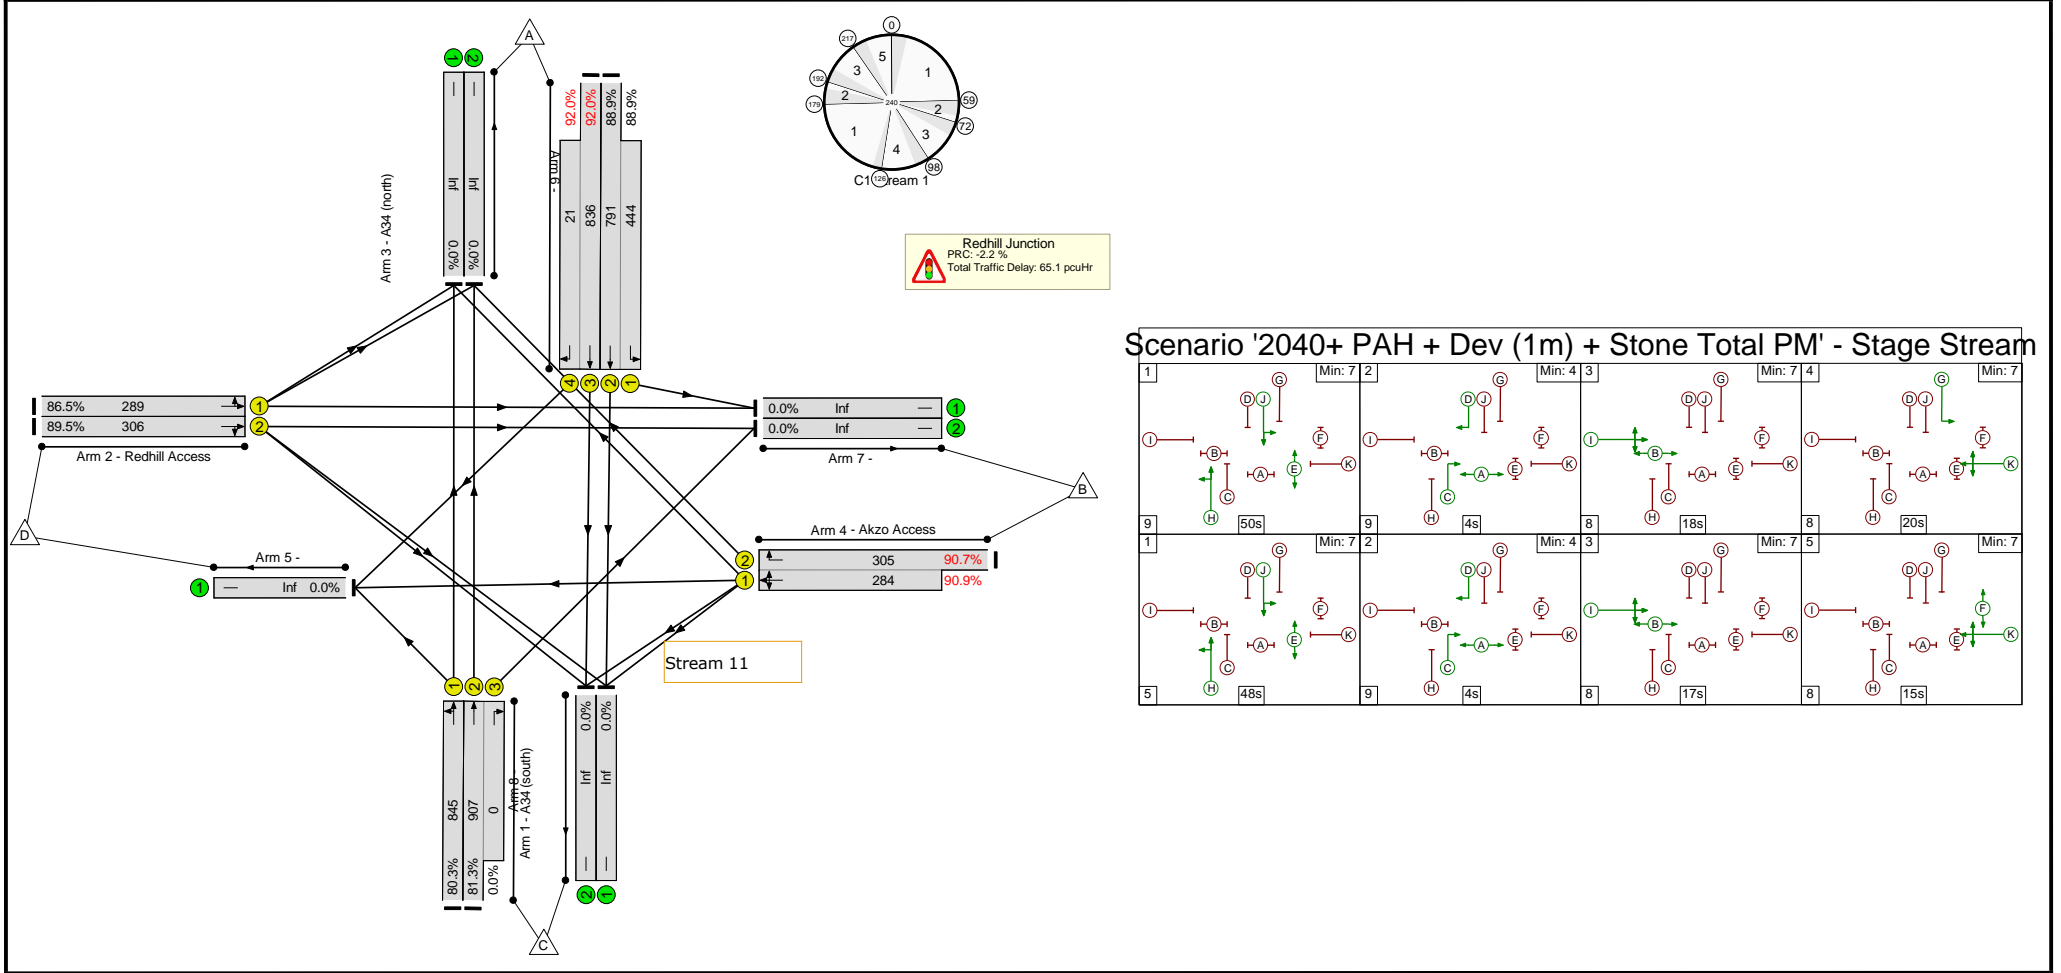 A
1
2
—
—
Inf
Inf
0.0%
0.0%
Arm 3 - A34 (north)
Arm 6 -
92.0%
92.0%
88.9%
88.9%
21
836
791
444
4
3
2
1
0
217
192
179
126
98
72
59
240
5
1
3
2
2
3
1
4
C1
ream 1
Redhill Junction
PRC: -2.2 %
Total Traffic Delay: 65.1 pcuHr
86.5% 289
1
89.5% 306
2
Arm 2 - Redhill Access
0.0% Inf —
1
0.0% Inf —
2
Arm 7 -
B
D
Arm 4 - Akzo Access
2
305 90.7%
1
284 90.9%
Arm 5 -
1
— Inf 0.0%
Stream 11
1
2
3
845
907
0
80.3%
81.3%
0.0%
Arm 8 -
Arm 1 - A34 (south)
0.0%
0.0%
Inf
Inf
—
—
2
1
C
Scenario '2040+ PAH + Dev (1m) + Stone Total PM' - Stage Stream
1 Min: 7
G
D J
F
I
B
K
A E
C
H
9 50s
2 Min: 4
G
D J
F
I
B
K
A E
C
H
9 4s
3 Min: 7
G
D J
F
I
B
K
A E
C
H
8 18s
4 Min: 7
G
D J
F
I
B
K
A E
C
H
8 20s
1 Min: 7
G
D J
F
I
B
K
A E
C
H
5 48s
2 Min: 4
G
D J
F
I
B
K
A E
C
H
9 4s
3 Min: 7
G
D J
F
I
B
K
A E
C
H
8 17s
5 Min: 7
G
D J
F
I
B
K
A E
C
H
8 15s